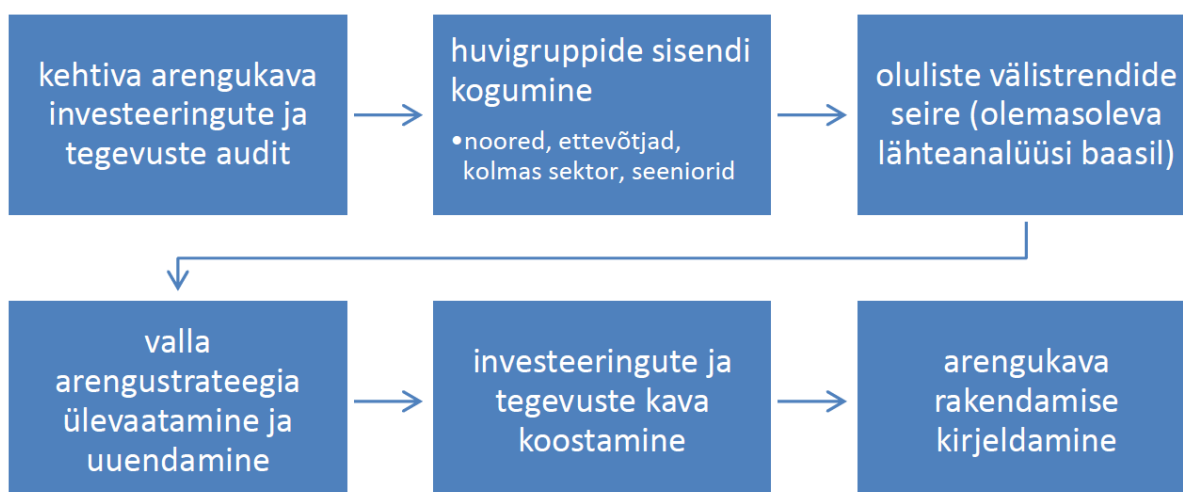 kehtiva arengukava
investeeringute ja
tegevuste audit
huvigruppide sisendi
kogumine
•noored, ettevõtjad,
kolmas sektor, seeniorid
oluliste välistrendide
seire (olemasoleva
lähteanalüüsi baasil)
valla
arengustrateegia
ülevaatamine ja
uuendamine
investeeringute ja
tegevuste kava
koostamine
arengukava
rakendamise
kirjeldamine